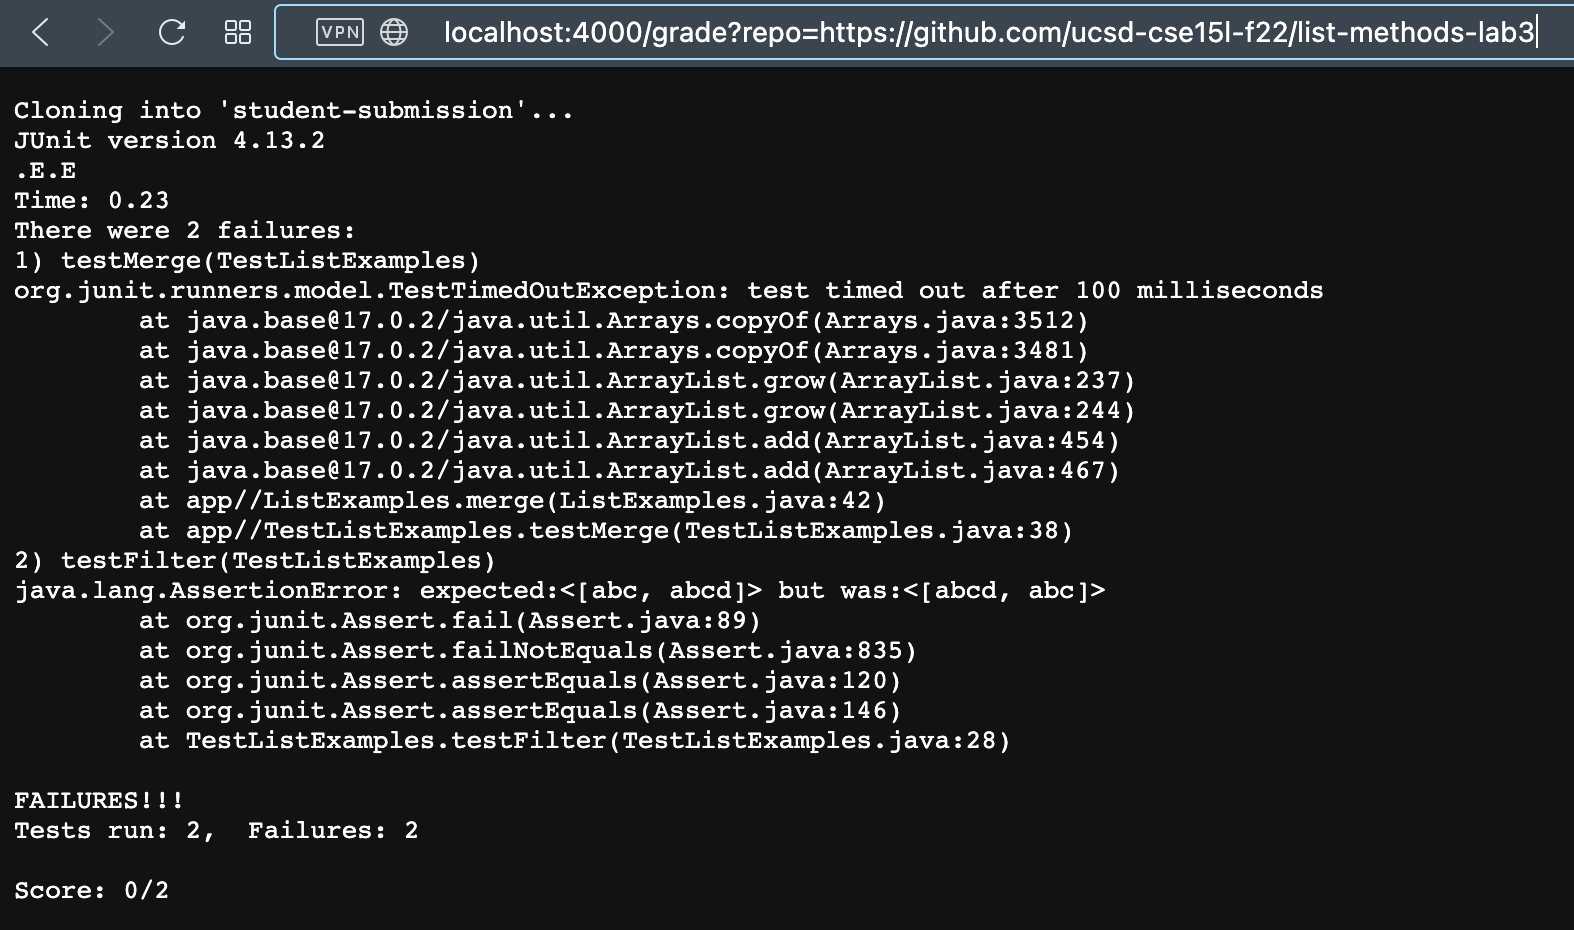 VPN localhost:4000/grade?repo=https://github.com/ucsd-cse15l-f22/list-methods-lab3
Cloning into 'student-submission'...
JUnit version 4.13.2
.E.E
Time: 0.23
There were 2 failures:
1) testMerge(TestListExamples)
org.junit.runners.model.TestTimedOutException: test timed out after 100 milliseconds
        at java.base@17.0.2/java.util.Arrays.copyOf(Arrays.java:3512)
        at java.base@17.0.2/java.util.Arrays.copyOf(Arrays.java:3481)
        at java.base@17.0.2/java.util.ArrayList.grow(ArrayList.java:237)
        at java.base@17.0.2/java.util.ArrayList.grow(ArrayList.java:244)
        at java.base@17.0.2/java.util.ArrayList.add(ArrayList.java:454)
        at java.base@17.0.2/java.util.ArrayList.add(ArrayList.java:467)
        at app//ListExamples.merge(ListExamples.java:42)
        at app//TestListExamples.testMerge(TestListExamples.java:38)
2) testFilter(TestListExamples)
java.lang.AssertionError: expected:<[abc, abcd]> but was:<[abcd, abc]>
        at org.junit.Assert.fail(Assert.java:89)
        at org.junit.Assert.failNotEquals(Assert.java:835)
        at org.junit.Assert.assertEquals(Assert.java:120)
        at org.junit.Assert.assertEquals(Assert.java:146)
        at TestListExamples.testFilter(TestListExamples.java:28)
FAILURES!!!
Tests run: 2,  Failures: 2
Score: 0/2